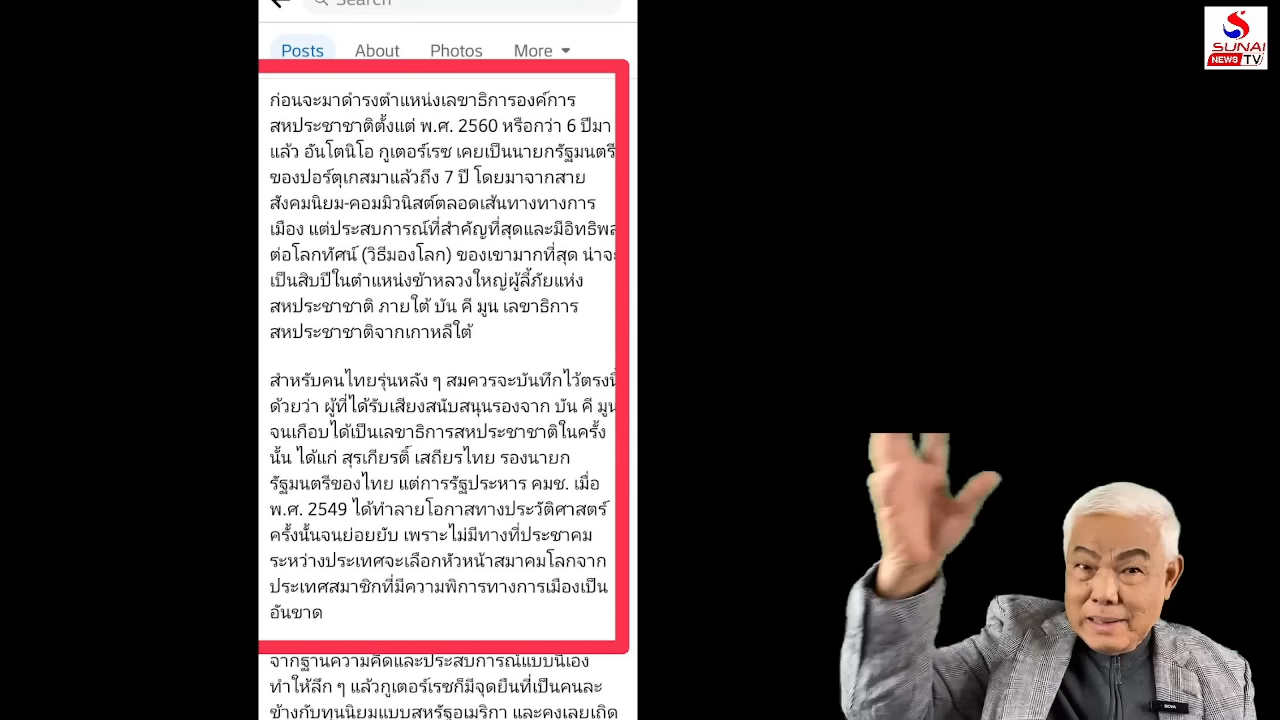 Search
Posts About Photos More
SUNAI
NEWS TV
ก่อนจะมาดำรงตำแหน่งเลขาธิการองค์การ
สหประชาชาติตั้งแต่ พ.ศ. 2560 หรือกว่า 6 ปีมา
แล้ว อันโตนิโอ กูเตอร์เรซ เคยเป็นนายกรัฐมนตรี
ของปอร์ตุเกสมาแล้วถึง 7 ปี โดยมาจากสาย
สังคมนิยม-คอมมิวนิสต์ตลอดเส้นทางทางการ
เมือง แต่ประสบการณ์ที่สำคัญที่สุดและมีอิทธิพล
ต่อโลกทัศน์ (วิธีมองโลก) ของเขามากที่สุด น่าจะ
เป็นสิบปีในตำแหน่งข้าหลวงใหญ่ผู้ลี้ภัยแห่ง
สหประชาชาติ ภายใต้ บัน คี มูน เลขาธิการ
สหประชาชาติจากเกาหลีใต้
สำหรับคนไทยรุ่นหลัง ๆ สมควรจะบันทึกไว้ตรงนี้
ด้วยว่า ผู้ที่ได้รับเสียงสนับสนุนรองจาก บัน คี มูน
จนเกือบได้เป็นเลขาธิการสหประชาชาติในครั้ง
นั้น ได้แก่ สุรเกียรติ์ เสถียรไทย รองนายก
รัฐมนตรีของไทย แต่การรัฐประหาร คมช. เมื่อ
พ.ศ. 2549 ได้ทำลายโอกาสทางประวัติศาสตร์
ครั้งนั้นจนย่อยยับ เพราะไม่มีทางที่ประชาคม
ระหว่างประเทศจะเลือกหัวหน้าสมาคมโลกจาก
ประเทศสมาชิกที่มีความพิการทางการเมืองเป็น
อันขาด
จากฐานความคิดและประสบการณ์แบบนี้เอง
ทำให้ลึก ๆ แล้วกูเตอร์เรซก็มีจุดยืนที่เป็นคนละ
ข้างกับทุนนิยมแบบสหรัฐอเมริกา และคงเลยเถิด